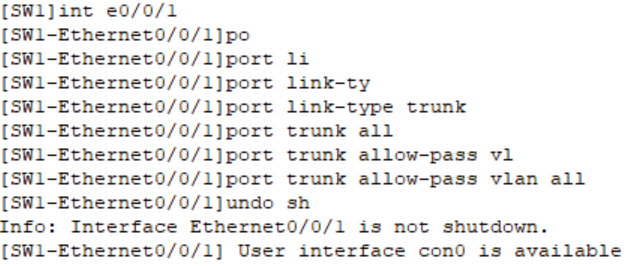 [SW1]int e0/0/1
[SW1-Ethernet0/0/1]po
[SW1-Ethernet0/0/1]port li
[SW1-Ethernet0/0/1]port link-ty
[SW1-Ethernet0/0/1]port link-type trunk
[SW1-Ethernet0/0/1]port trunk all
[SW1-Ethernet0/0/1]port trunk allow-pass vl
[SW1-Ethernet0/0/1]port trunk allow-pass vlan all
[SW1-Ethernet0/0/1]undo sh
Info: Interface Ethernet0/0/1 is not shutdown.
[SW1-Ethernet0/0/1] User interface con0 is available